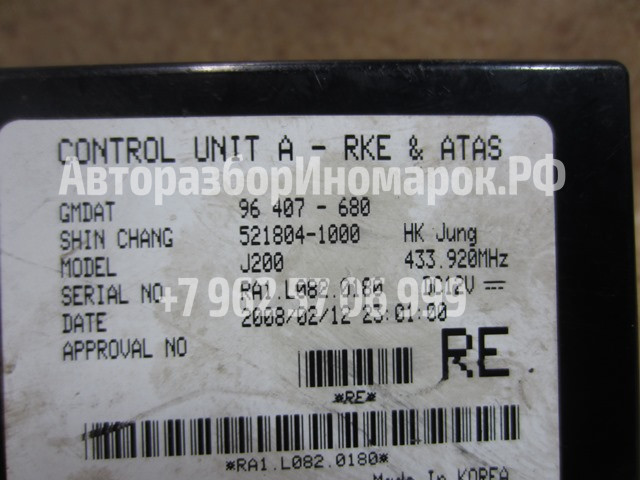 CONTROL UNIT A - RKE & ATAS
АвторазборИномарок.РФ
GMDAT 96 407 - 680
SHIN CHANG 521804-1000 HK Jung
MODEL J200 433.920MHz
SERIAL NO RA1.L082.0180 DC12V
+7 902 57 06 999
DATE 2008/02/12 23:01:00
APPROVAL NO
RE
*RE*
*RA1.L082.0180*
Made In KOREA